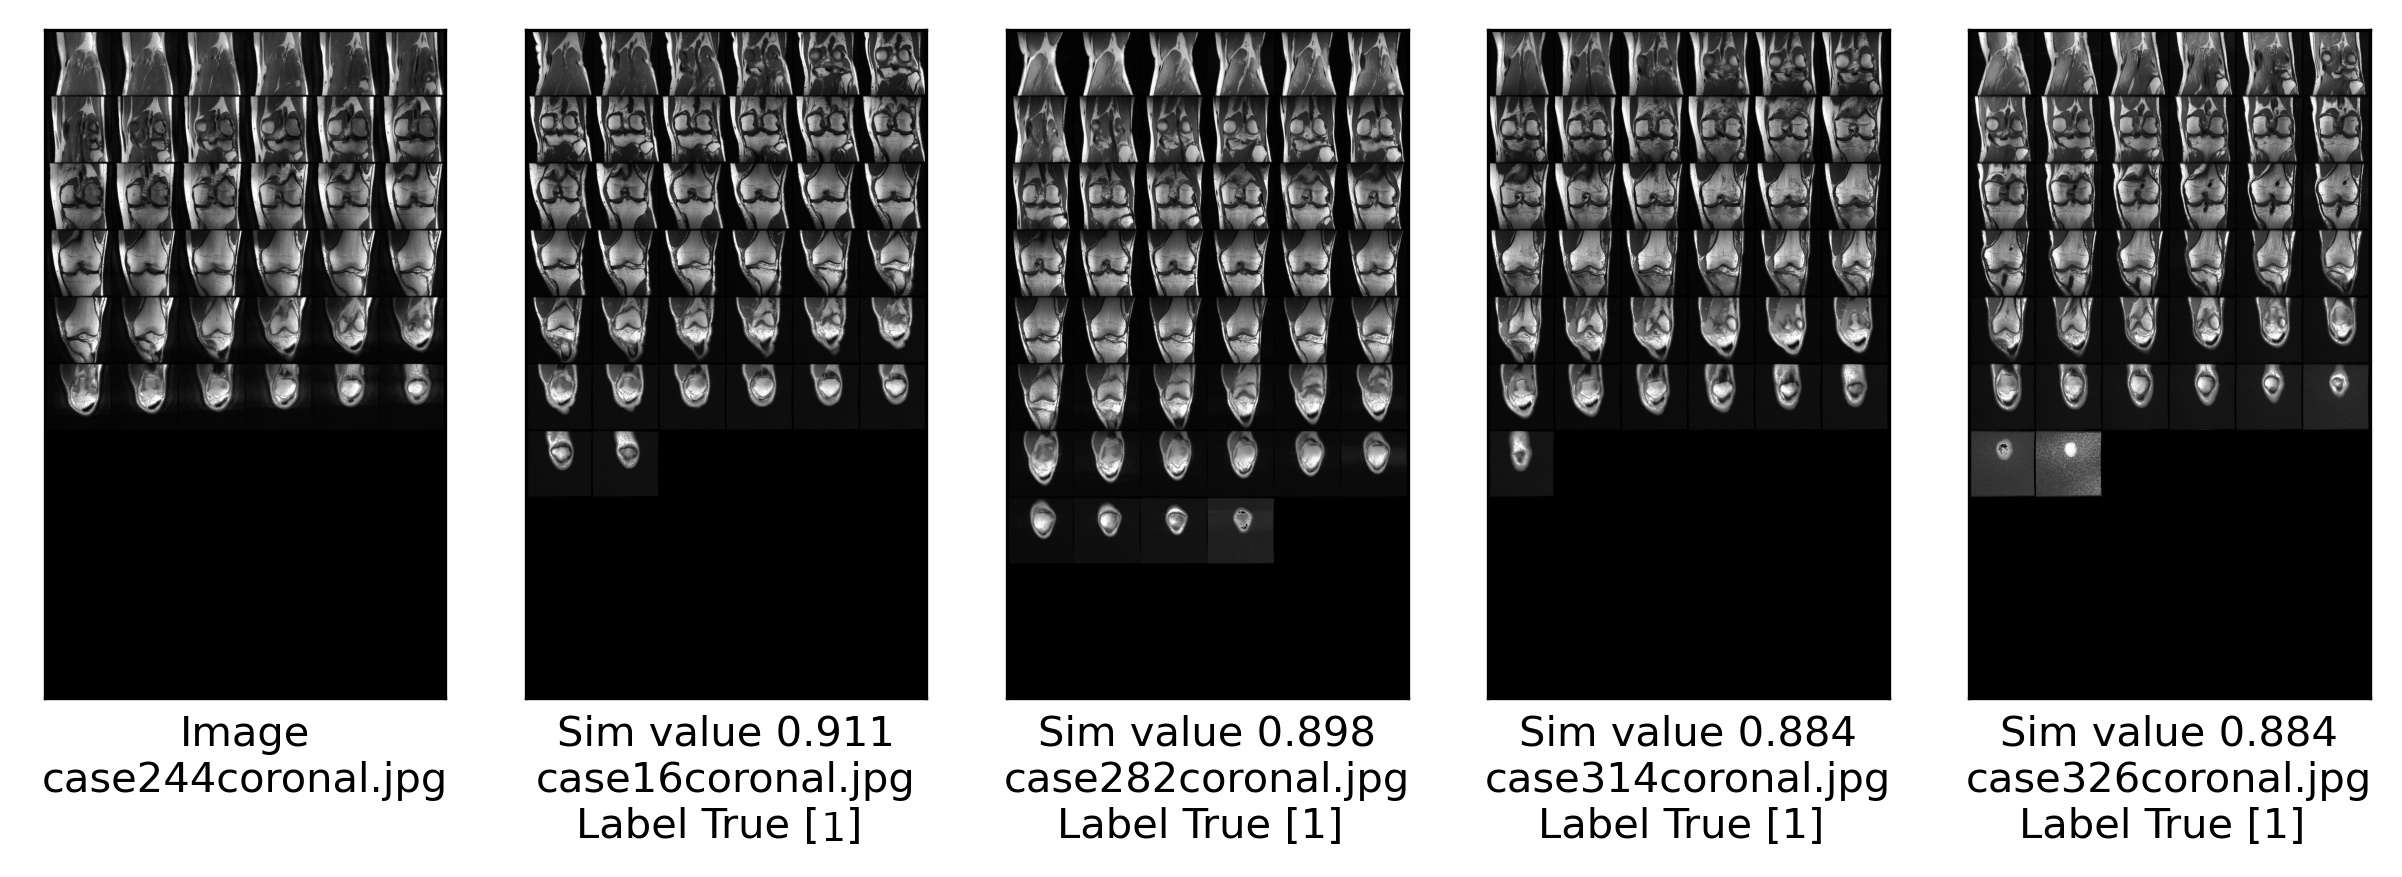 Image
case244coronal.jpg
Sim value 0.911
case16coronal.jpg
Label True [1]
Sim value 0.898
case282coronal.jpg
Label True [1]
Sim value 0.884
case314coronal.jpg
Label True [1]
Sim value 0.884
case326coronal.jpg
Label True [1]